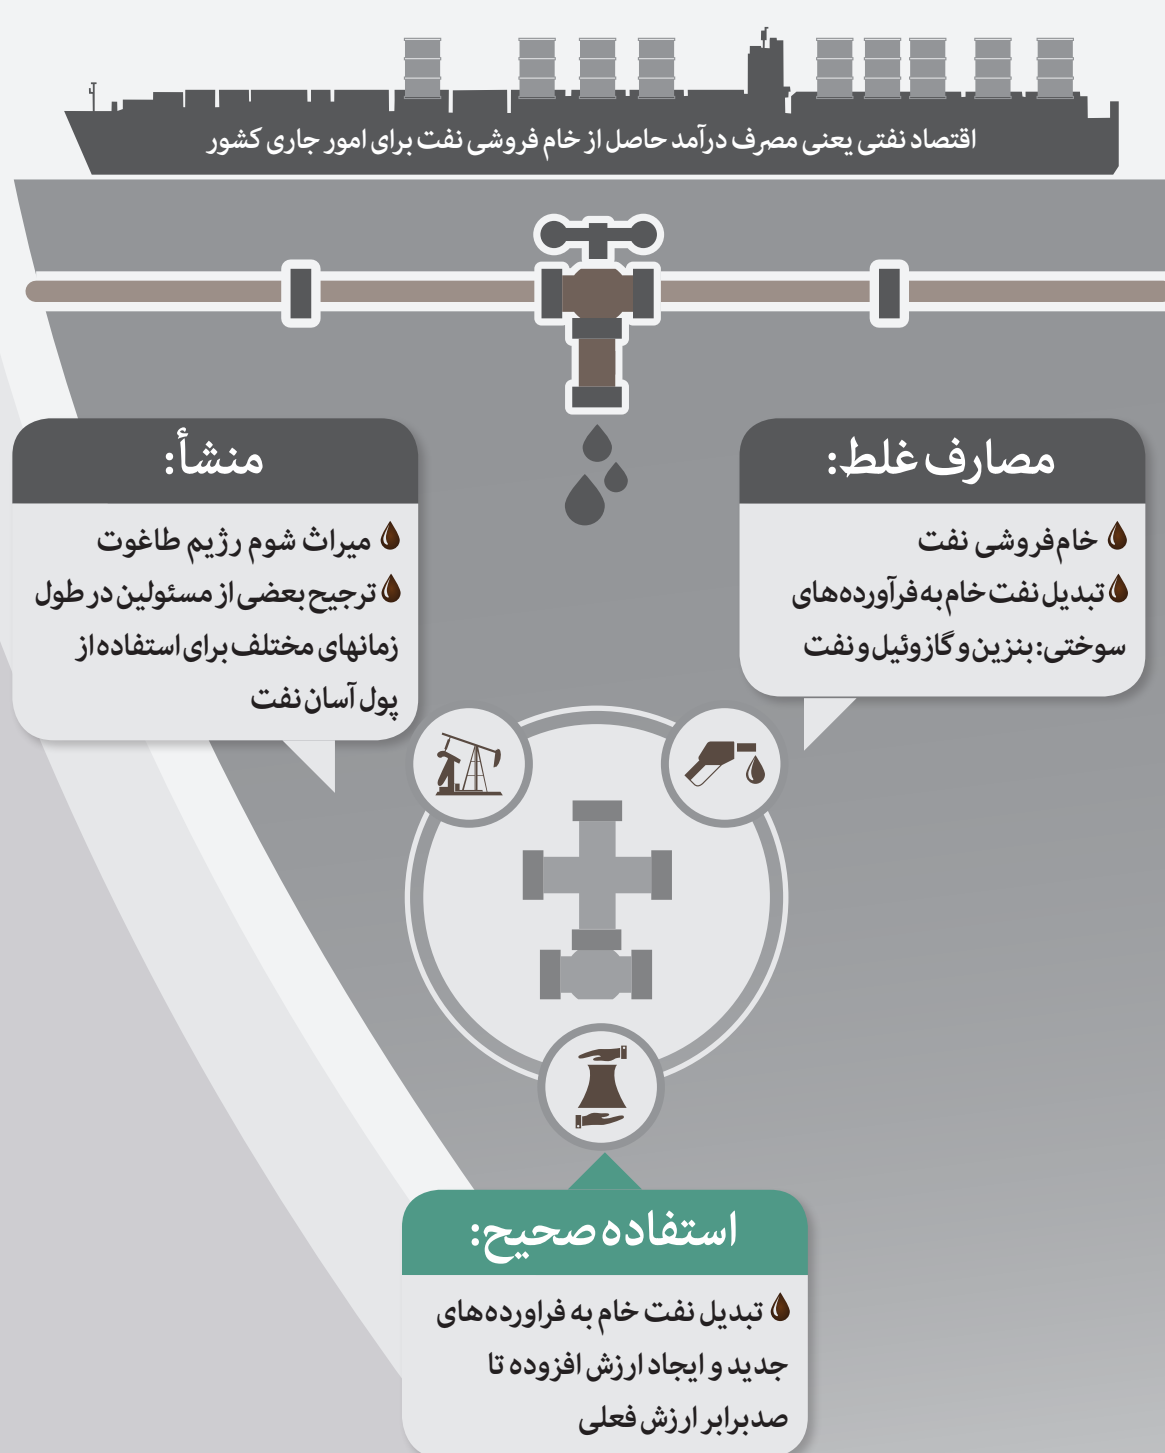 اقتصاد نفتی یعنی مصرف درآمد حاصل از خام فروشی نفت برای امور جاری کشور
مصارف غلط:
خام‌فروشی نفت
تبدیل نفت خام به فرآورده‌های
سوختی: بنزین و گازوئیل و نفت
منشأ:
میراث شوم رژیم طاغوت
ترجیح بعضی از مسئولین در طول
زمانهای مختلف برای استفاده از
پول آسان نفت
استفاده صحیح:
تبدیل نفت خام به فراورده‌های
جدید و ایجاد ارزش افزوده تا
صدبرابر ارزش فعلی